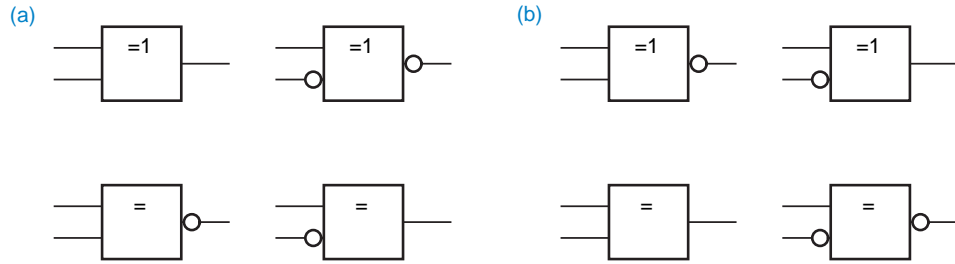 (a) (b)
=1 =1 =1 =1
= = = =